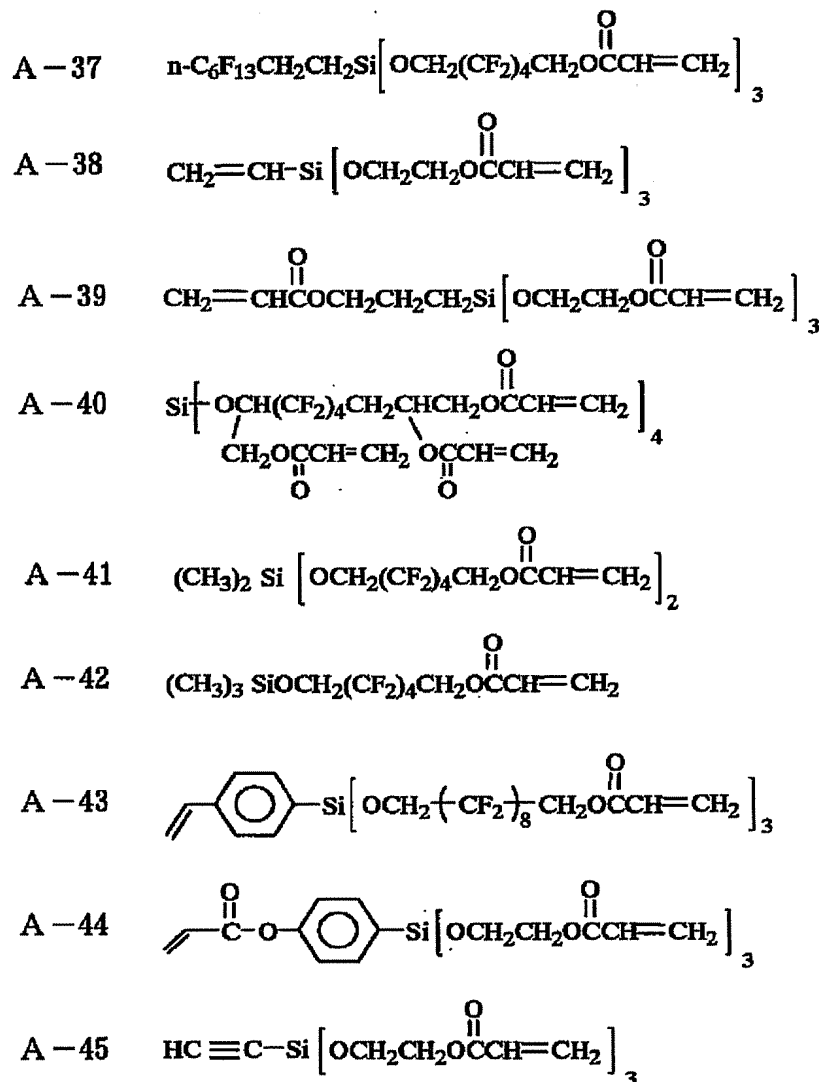 A-37 n-C6F13CH2CH2Si[OCH2(CF2)4CH2OCCH=CH2]3
O
A-38 CH2=CH-Si[OCH2CH2OCCH=CH2]3
O
A-39 CH2=CHCOCH2CH2CH2Si[OCH2CH2OCCH=CH2]3
O O
A-40 Si[OCH(CF2)4CH2CHCH2OCCH=CH2]4
O
CH2OCCH=CH2 OCCH=CH2
O O
A-41 (CH3)2 Si [OCH2(CF2)4CH2OCCH=CH2]2
O
A-42 (CH3)3 SiOCH2(CF2)4CH2OCCH=CH2
O
A-43 Si[OCH2(CF2)8CH2OCCH=CH2]3
O
A-44 C-O Si[OCH2CH2OCCH=CH2]3
O O
A-45 HC≡C-Si[OCH2CH2OCCH=CH2]3
O